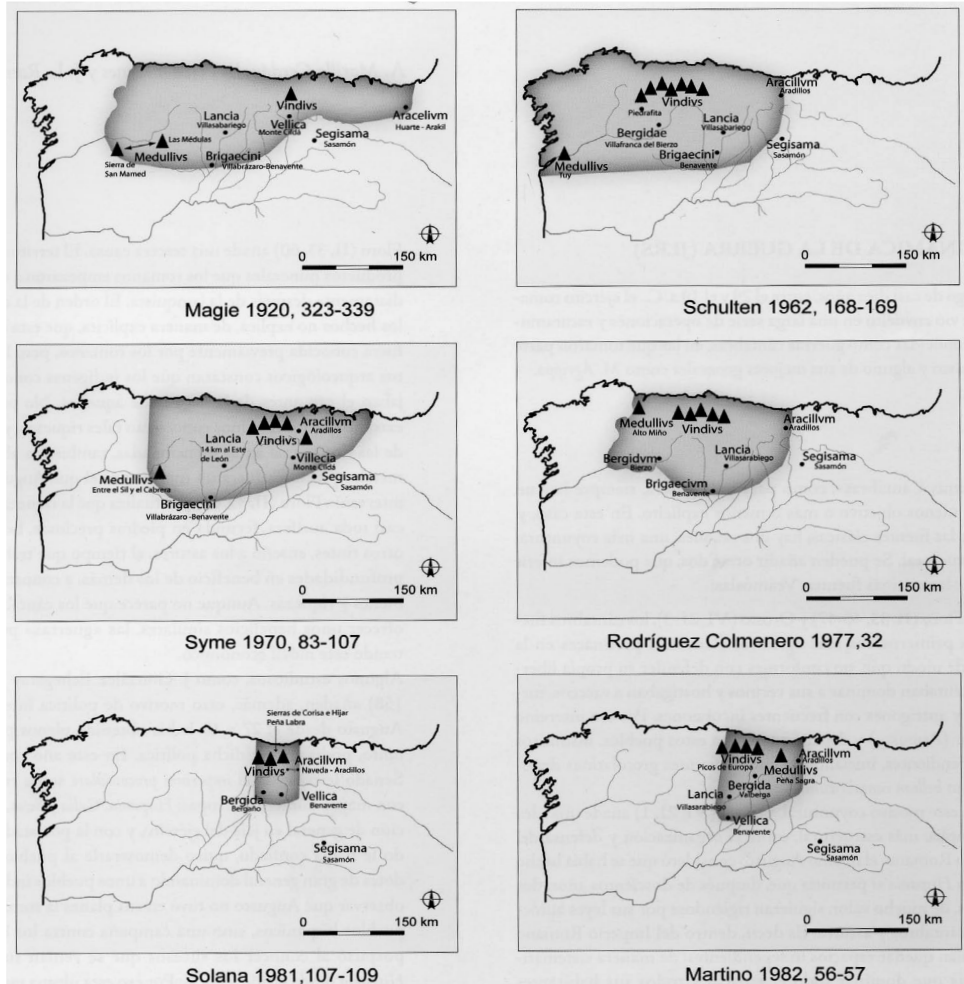 Vindivs
Aracelivm
Huarte - Arakil
Lancia
Villasabariego
Vellica
Monte Cildá
Segisama
Sasamón
Las Médulas
Medullivs
Sierra de
San Mamed
Brigaecini
Villabrázaro-Benavente
0 150 km
Magie 1920, 323-339
Aracillvm
Aradillos
Vindivs
Piedrafita
Bergidae
Villafranca del Bierzo
Lancia
Villasabariego
Brigaecini
Benavente
Segisama
Sasamón
Medullivs
Tuy
0 150 km
Schulten 1962, 168-169
Aracillvm
Aradillos
Vindivs
Lancia
14 km al Este
de León
Villecia
Monte Cildá
Segisama
Sasamón
Medullivs
Entre el Sil y el Cabrera
Brigaecini
Villabrázaro -Benavente
0 150 km
Syme 1970, 83-107
Medullivs
Alto Miño
Vindivs
Aracillvm
Aradillos
Bergidvm
Bierzo
Lancia
Villasarabiego
Segisama
Sasamón
Brigaecivm
Benavente
0 150 km
Rodríguez Colmenero 1977,32
Sierras de Corisa e Hijar
Peña Labra
Aracillvm
Naveda - Aradillos
Vindivs
Bergida
Bergaño
Vellica
Benavente
Segisama
Sasamón
0 150 km
Solana 1981,107-109
Vindivs
Picos de Europa
Aracillvm
Aradillos
Medullivs
Peña Sagra
Bergida
Valberga
Lancia
Villasarabiego
Vellica
Benavente
Segisama
Sasamón
0 150 km
Martino 1982, 56-57